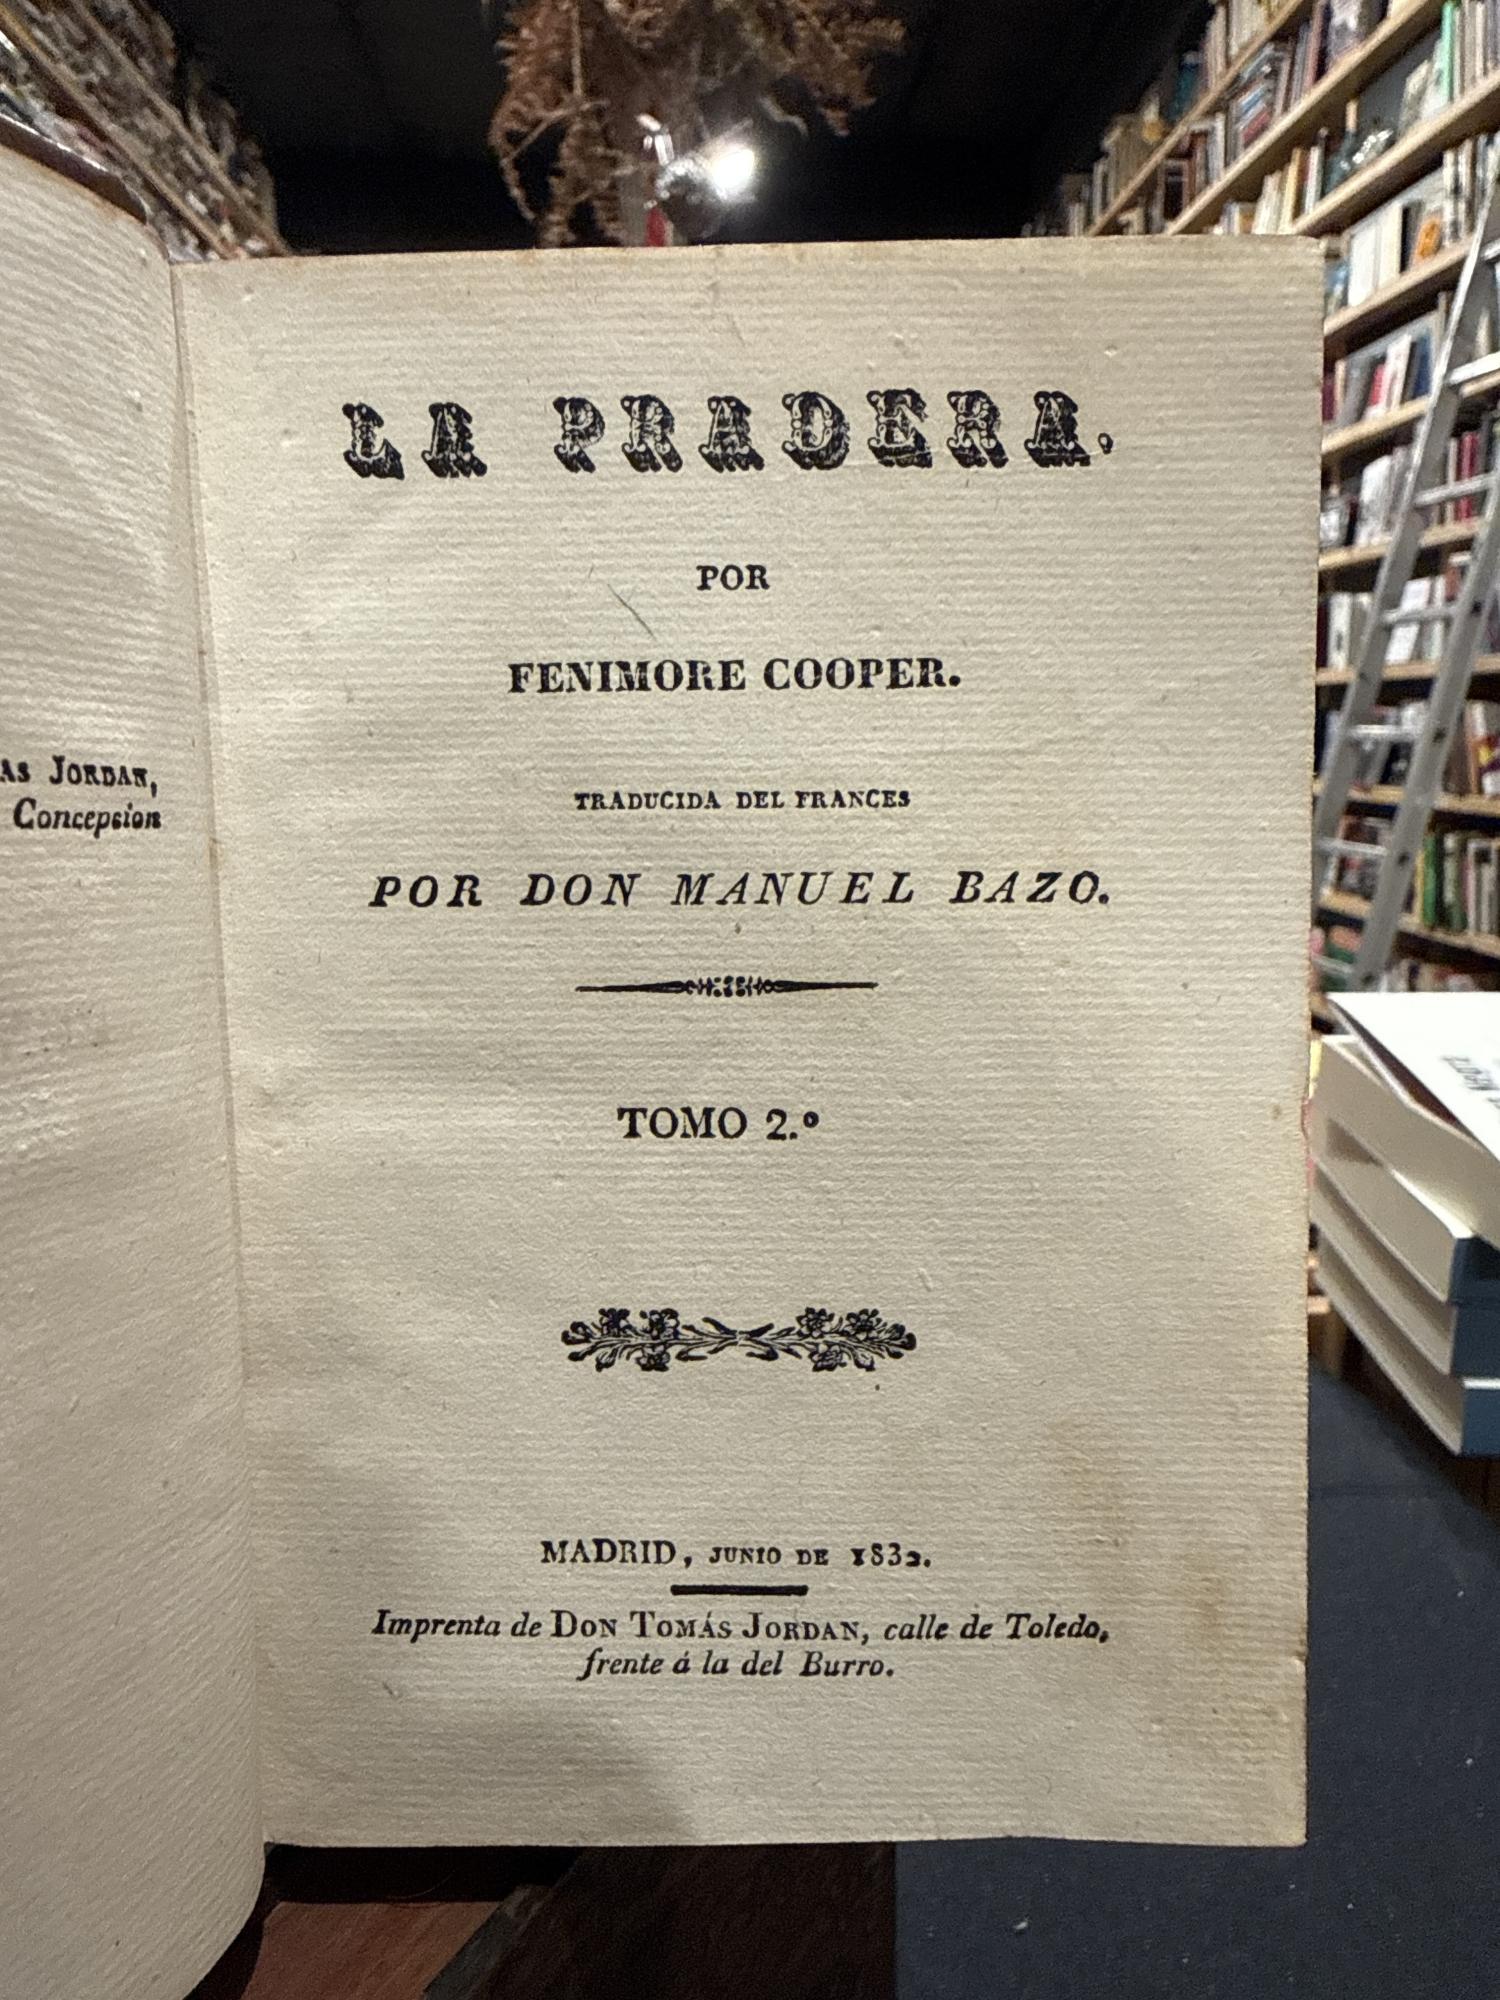 AS JORDAN,
Concepcion
LA PRADERA,
POR
FENIMORE COOPER.
TRADUCIDA DEL FRANCES
POR DON MANUEL BAZO.
TOMO 2.º
MADRID, JUNIO DE 1832.
Imprenta de DON TOMÁS JORDAN, calle de Toledo,
frente á la del Burro.